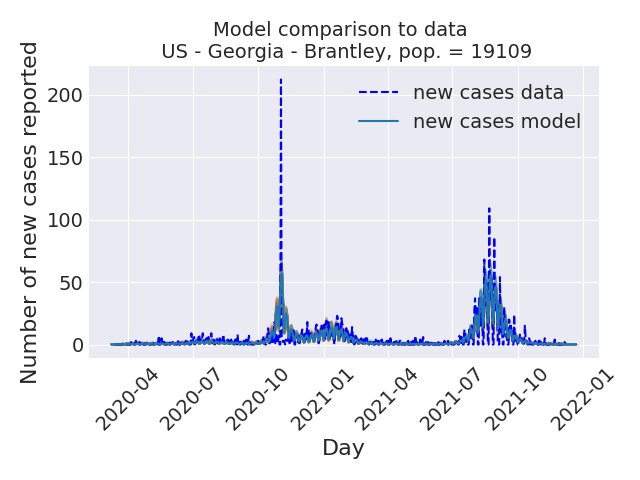 Model comparison to data
US - Georgia - Brantley, pop. = 19109
Number of new cases reported
200
150
100
50
0
new cases data
new cases model
2020-04
2020-07
2020-10
2021-01
2021-04
2021-07
2021-10
2022-01
Day